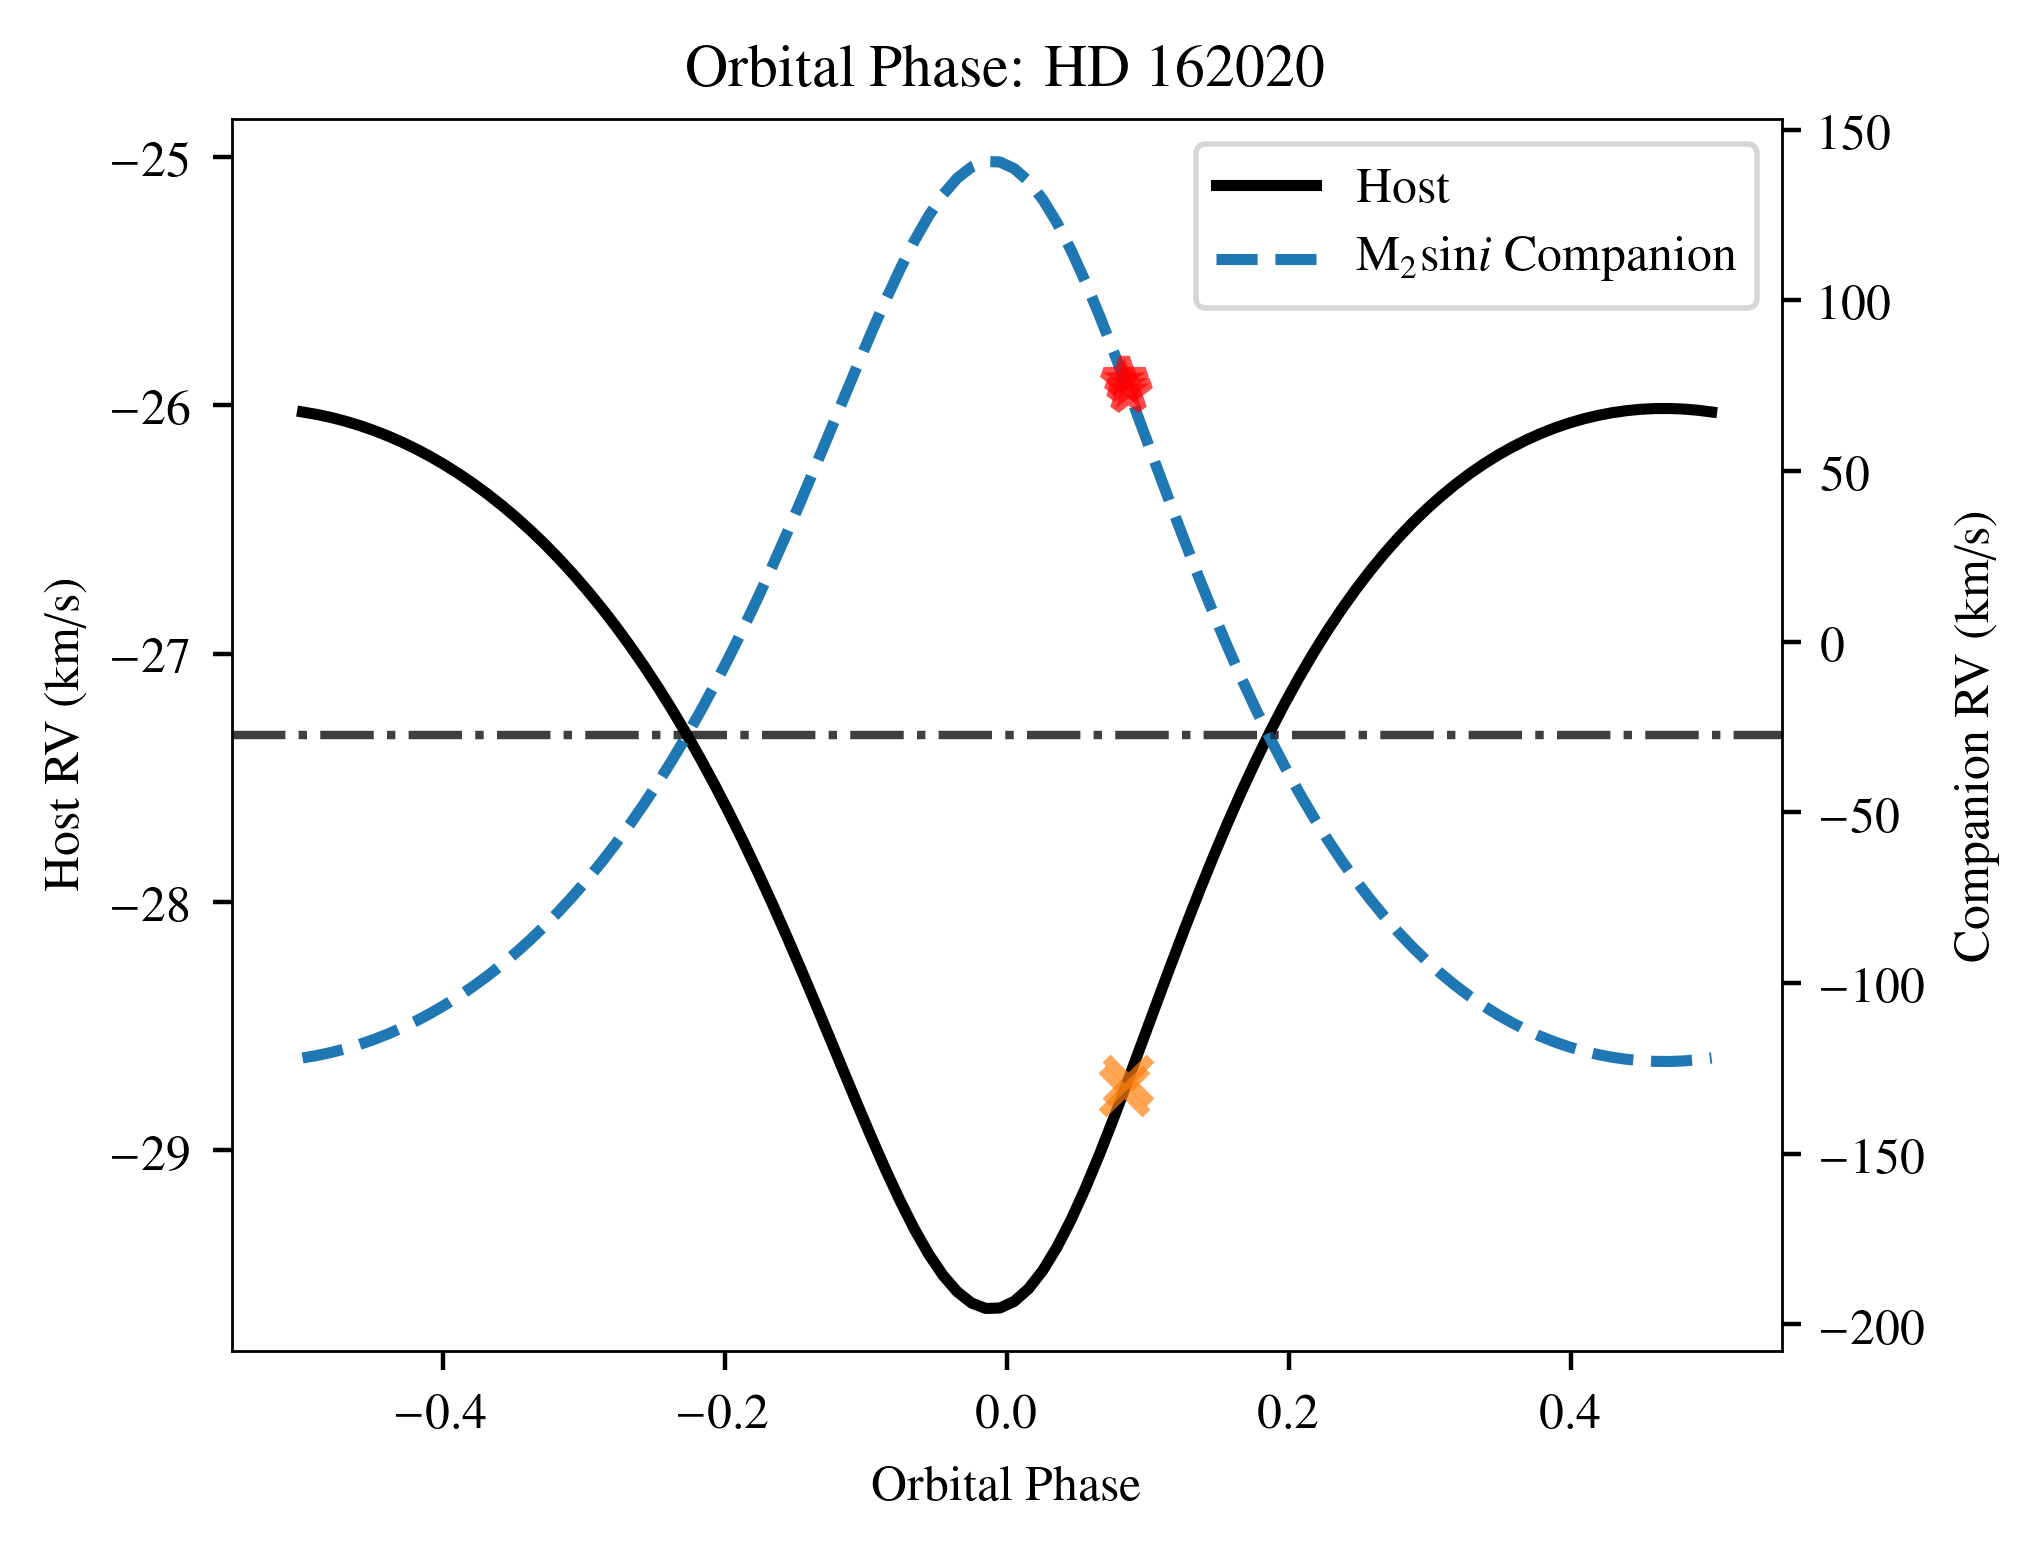 Orbital Phase: HD 162020
Host
M₂sini Companion
−25
−26
−27
−28
−29
Host RV (km/s)
150
100
50
0
−50
−100
−150
−200
Companion RV (km/s)
−0.4 −0.2 0.0 0.2 0.4
Orbital Phase